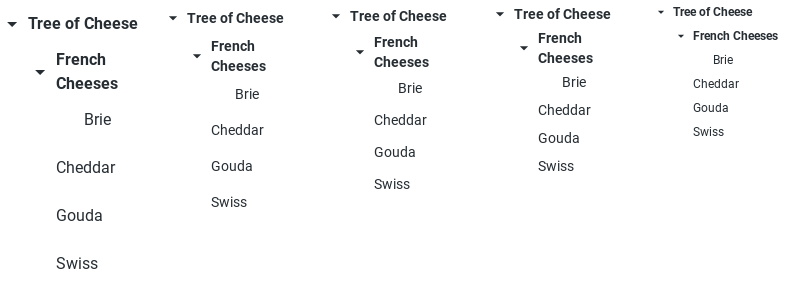 Tree of Cheese
French
Cheeses
Brie
Cheddar
Gouda
Swiss
Tree of Cheese
French
Cheeses
Brie
Cheddar
Gouda
Swiss
Tree of Cheese
French
Cheeses
Brie
Cheddar
Gouda
Swiss
Tree of Cheese
French
Cheeses
Brie
Cheddar
Gouda
Swiss
Tree of Cheese
French Cheeses
Brie
Cheddar
Gouda
Swiss